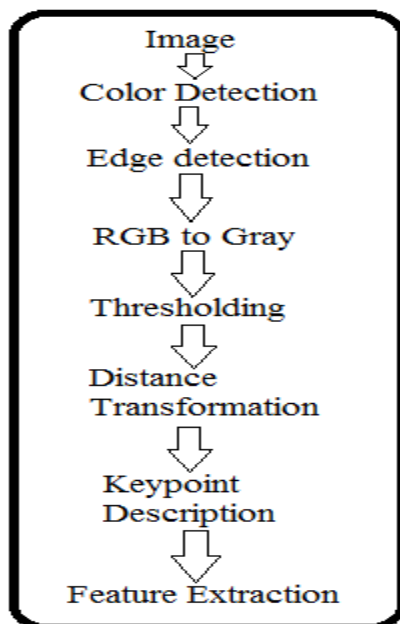 Image
Color Detection
Edge detection
RGB to Gray
Thresholding
Distance
Transformation
Keypoint
Description
Feature Extraction